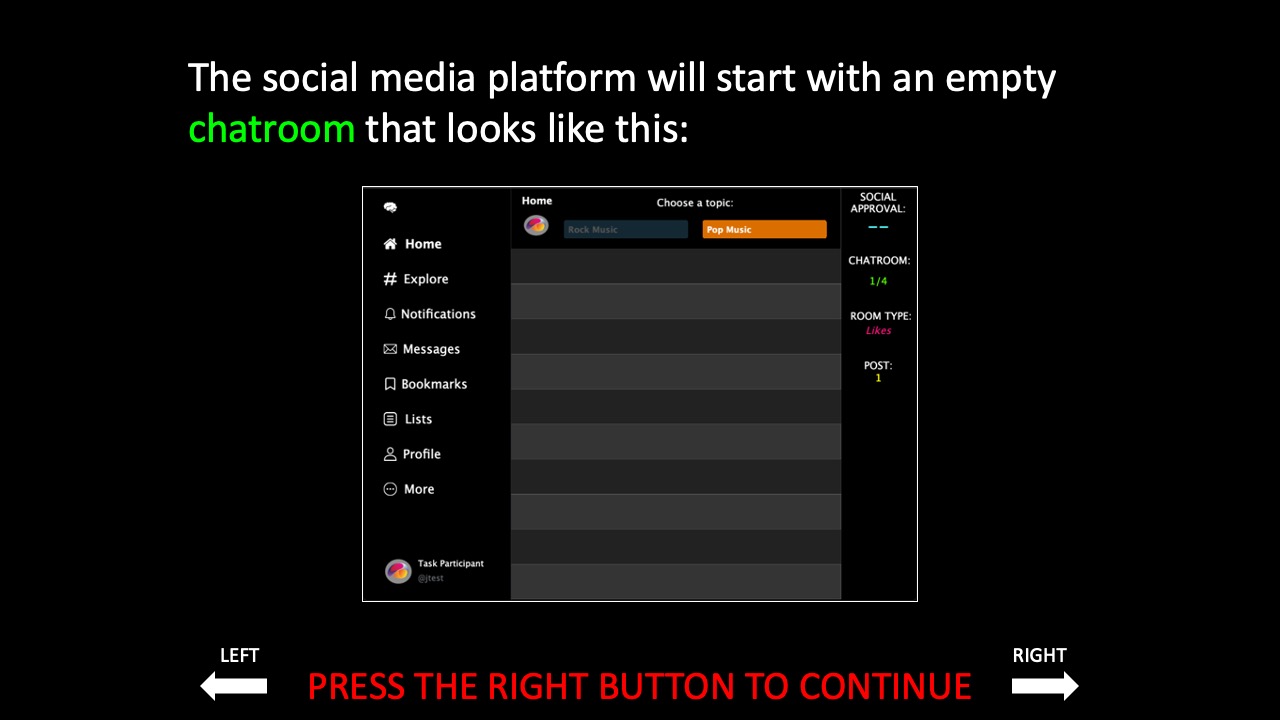 The social media platform will start with an empty
chatroom that looks like this:
Home
Explore
Notifications
Messages
Bookmarks
Lists
Profile
More
Task Participant
@jtest
Home
Choose a topic:
Rock Music
Pop Music
SOCIAL
APPROVAL:
--
CHATROOM:
1/4
ROOM TYPE:
Likes
POST:
1
LEFT
PRESS THE RIGHT BUTTON TO CONTINUE
RIGHT